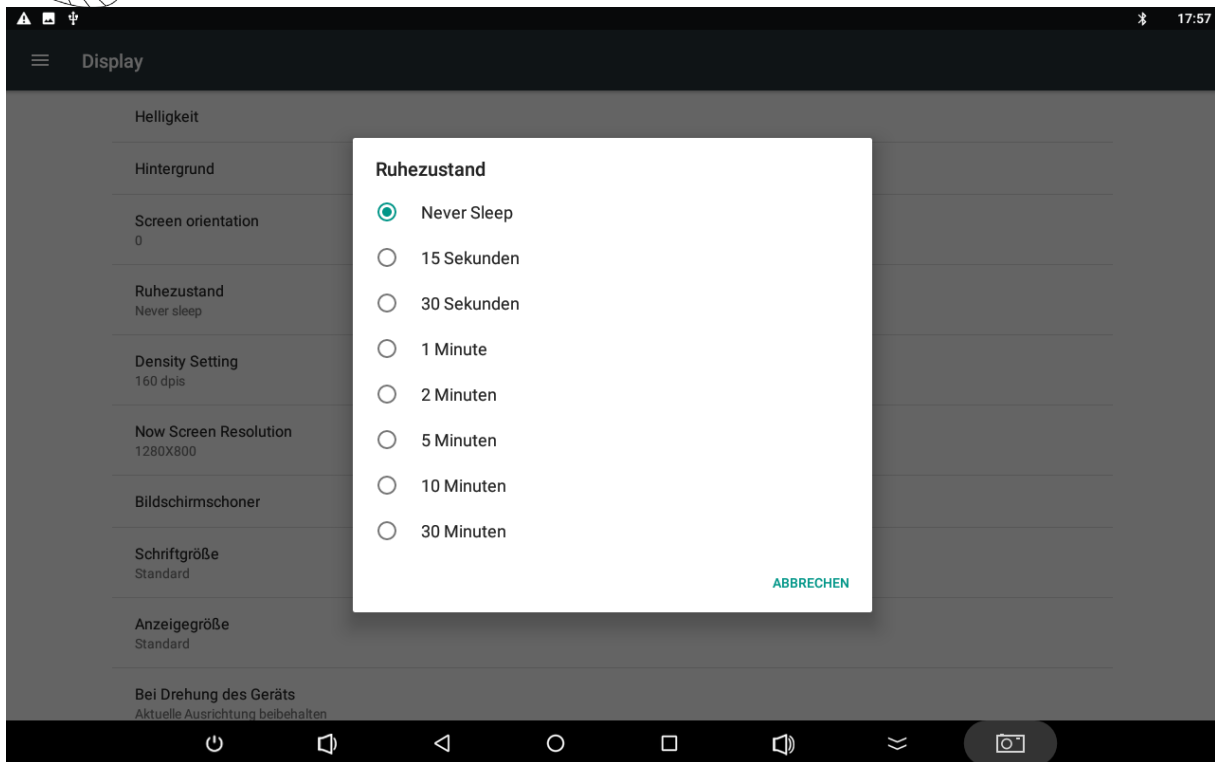 17:57
Display
Helligkeit
Hintergrund
Screen orientation
0
Ruhezustand
Never sleep
Density Setting
160 dpis
Now Screen Resolution
1280X800
Bildschirmschoner
Schriftgröße
Standard
Anzeigegröße
Standard
Bei Drehung des Geräts
Aktuelle Ausrichtung beibehalten
Ruhezustand
Never Sleep
15 Sekunden
30 Sekunden
1 Minute
2 Minuten
5 Minuten
10 Minuten
30 Minuten
ABBRECHEN